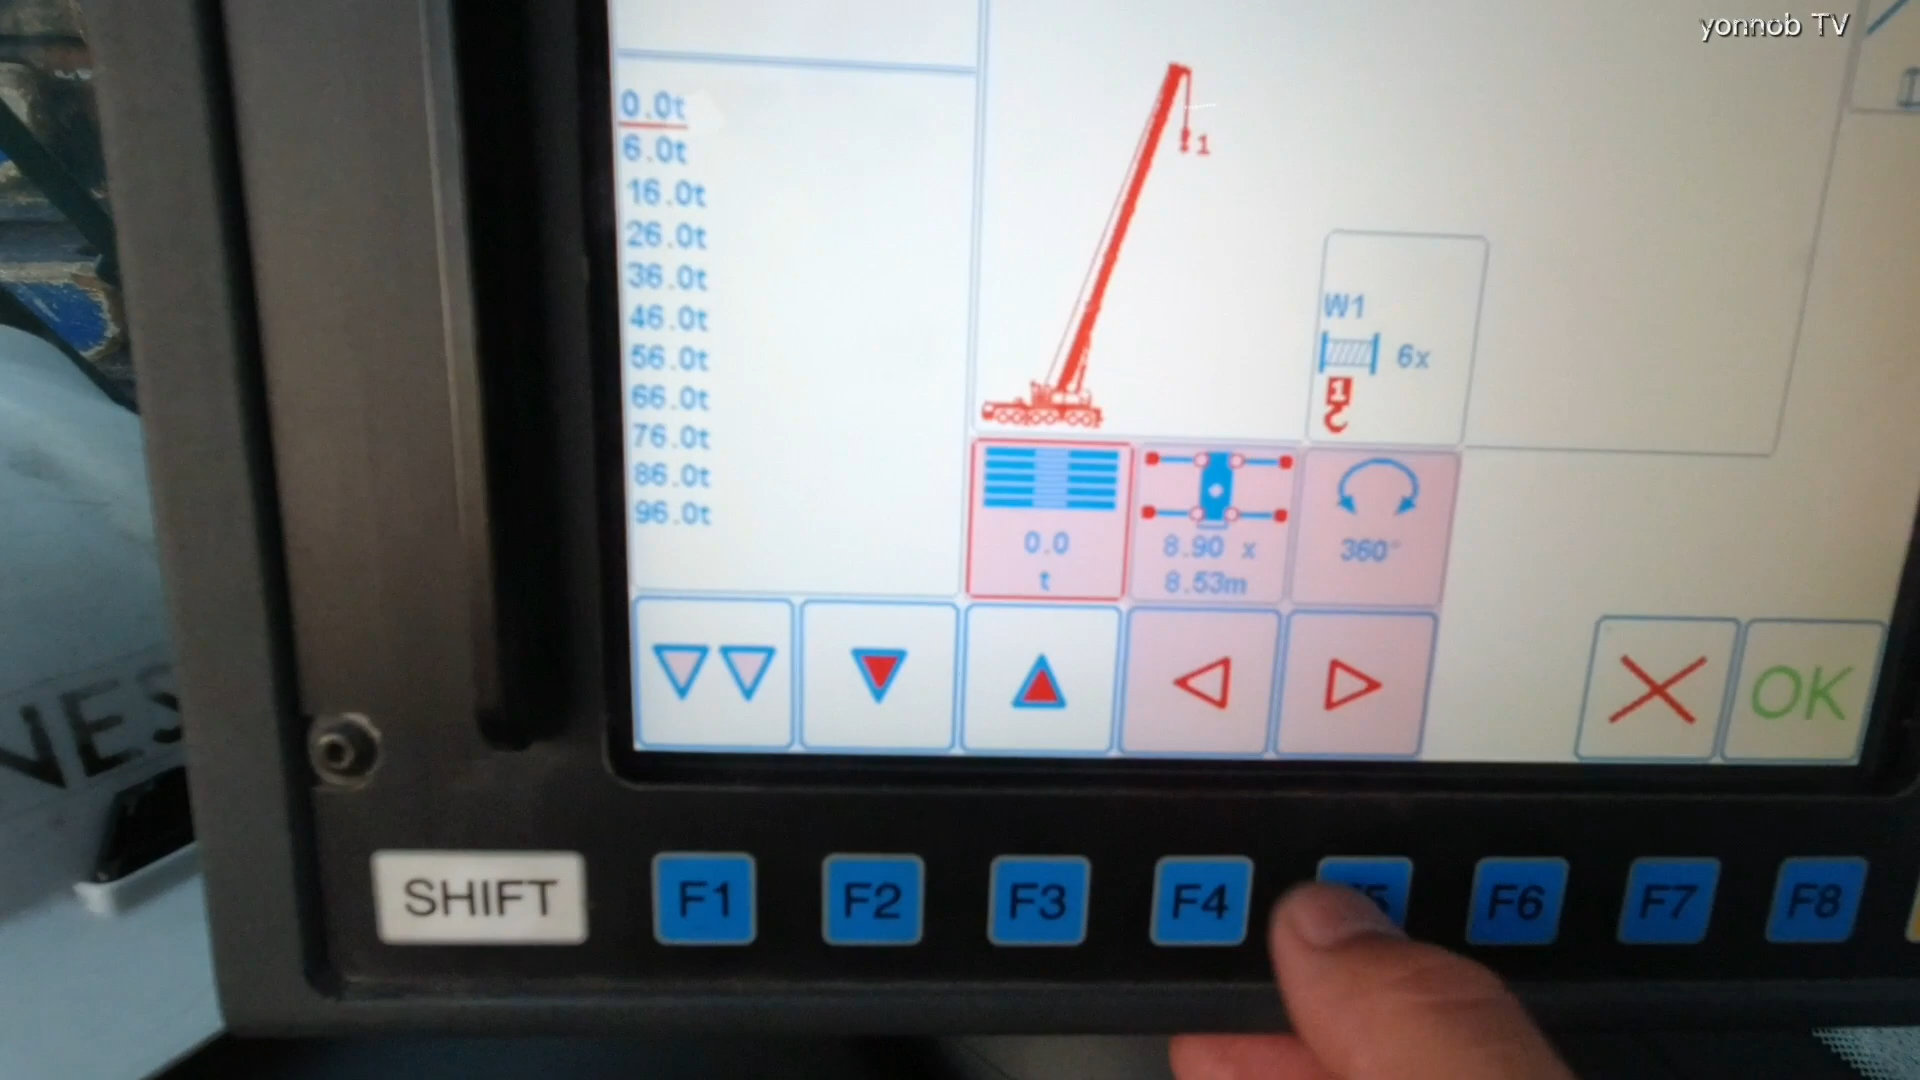 yonnob TV
0.0t
6.0t
16.0t
26.0t
36.0t
46.0t
56.0t
66.0t
76.0t
86.0t
96.0t
1
W1
6x
1
0.0
t
8.90 x
8.53m
360°
OK
SHIFT
F1
F2
F3
F4
F6
F7
F8